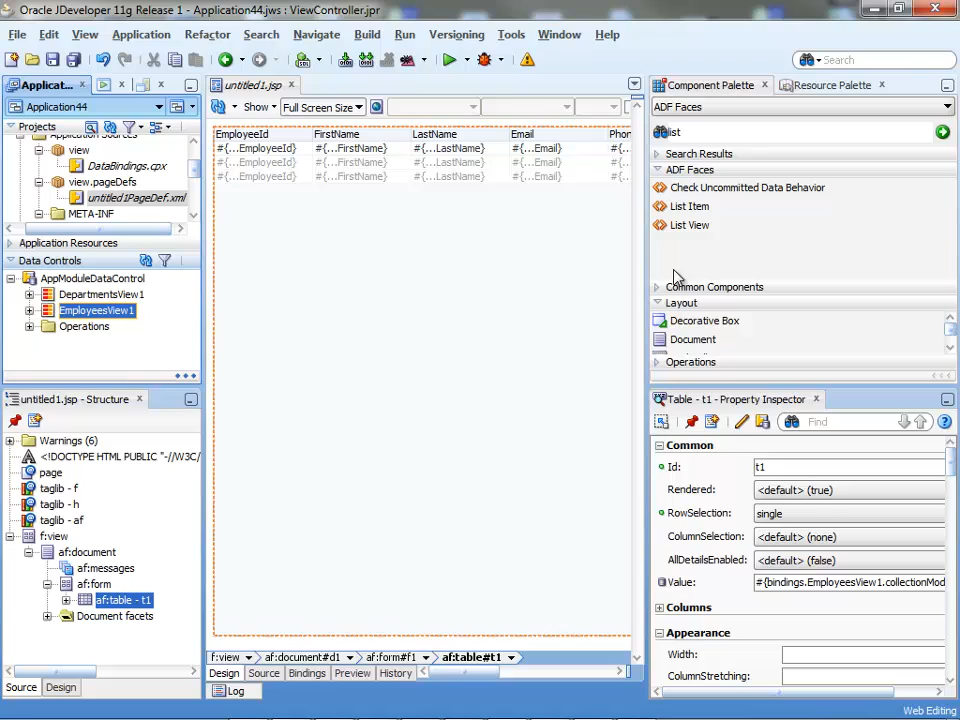 Oracle JDeveloper 11g Release 1 - Application44.jws : ViewController.jpr
File Edit View Application Refactor Search Navigate Build Run Versioning Tools Window Help
Search
Applicat...
Application44
Projects
Application Sources
view
DataBindings.cpx
view.pageDefs
untitled1PageDef.xml
META-INF
Application Resources
Data Controls
AppModuleDataControl
DepartmentsView1
EmployeesView1
Operations
untitled1.jsp - Structure
Warnings (6)
<!DOCTYPE HTML PUBLIC "-//W3C/
page
taglib - f
taglib - h
taglib - af
f:view
af:document
af:messages
af:form
af:table - t1
Document facets
Source Design
untitled1.jsp
Show Full Screen Size
EmployeeId FirstName LastName Email Phon
#{...EmployeeId} #{...FirstName} #{...LastName} #{...Email} #{...P
#{...EmployeeId} #{...FirstName} #{...LastName} #{...Email} #{...P
#{...EmployeeId} #{...FirstName} #{...LastName} #{...Email} #{...P
f:view af:document#d1 af:form#f1 af:table#t1
Design Source Bindings Preview History
Log
Component Palette Resource Palette
ADF Faces
list
Search Results
ADF Faces
Check Uncommitted Data Behavior
List Item
List View
Common Components
Layout
Decorative Box
Document
Operations
Table - t1 - Property Inspector
Find
Common
Id: t1
Rendered: <default> (true)
RowSelection: single
ColumnSelection: <default> (none)
AllDetailsEnabled: <default> (false)
Value: #{bindings.EmployeesView1.collectionMod
Columns
Appearance
Width:
ColumnStretching:
Web Editing